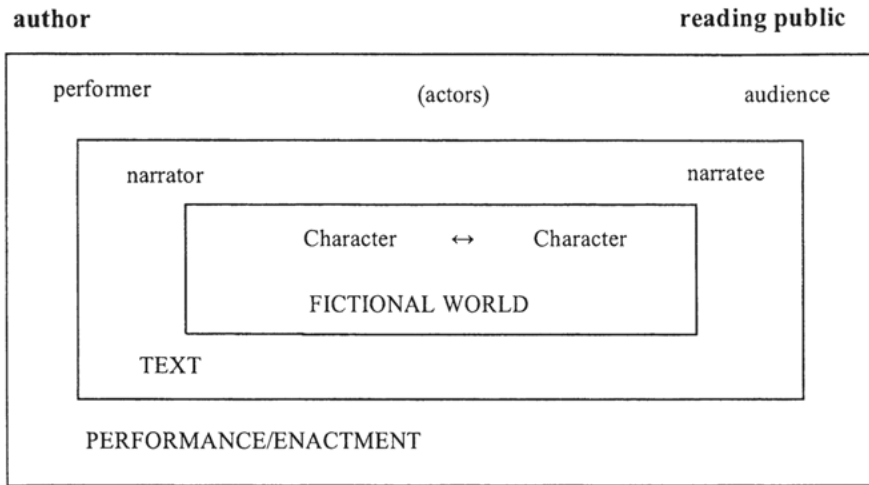 author reading public
performer (actors) audience
narrator narratee
Character ↔ Character
FICTIONAL WORLD
TEXT
PERFORMANCE/ENACTMENT